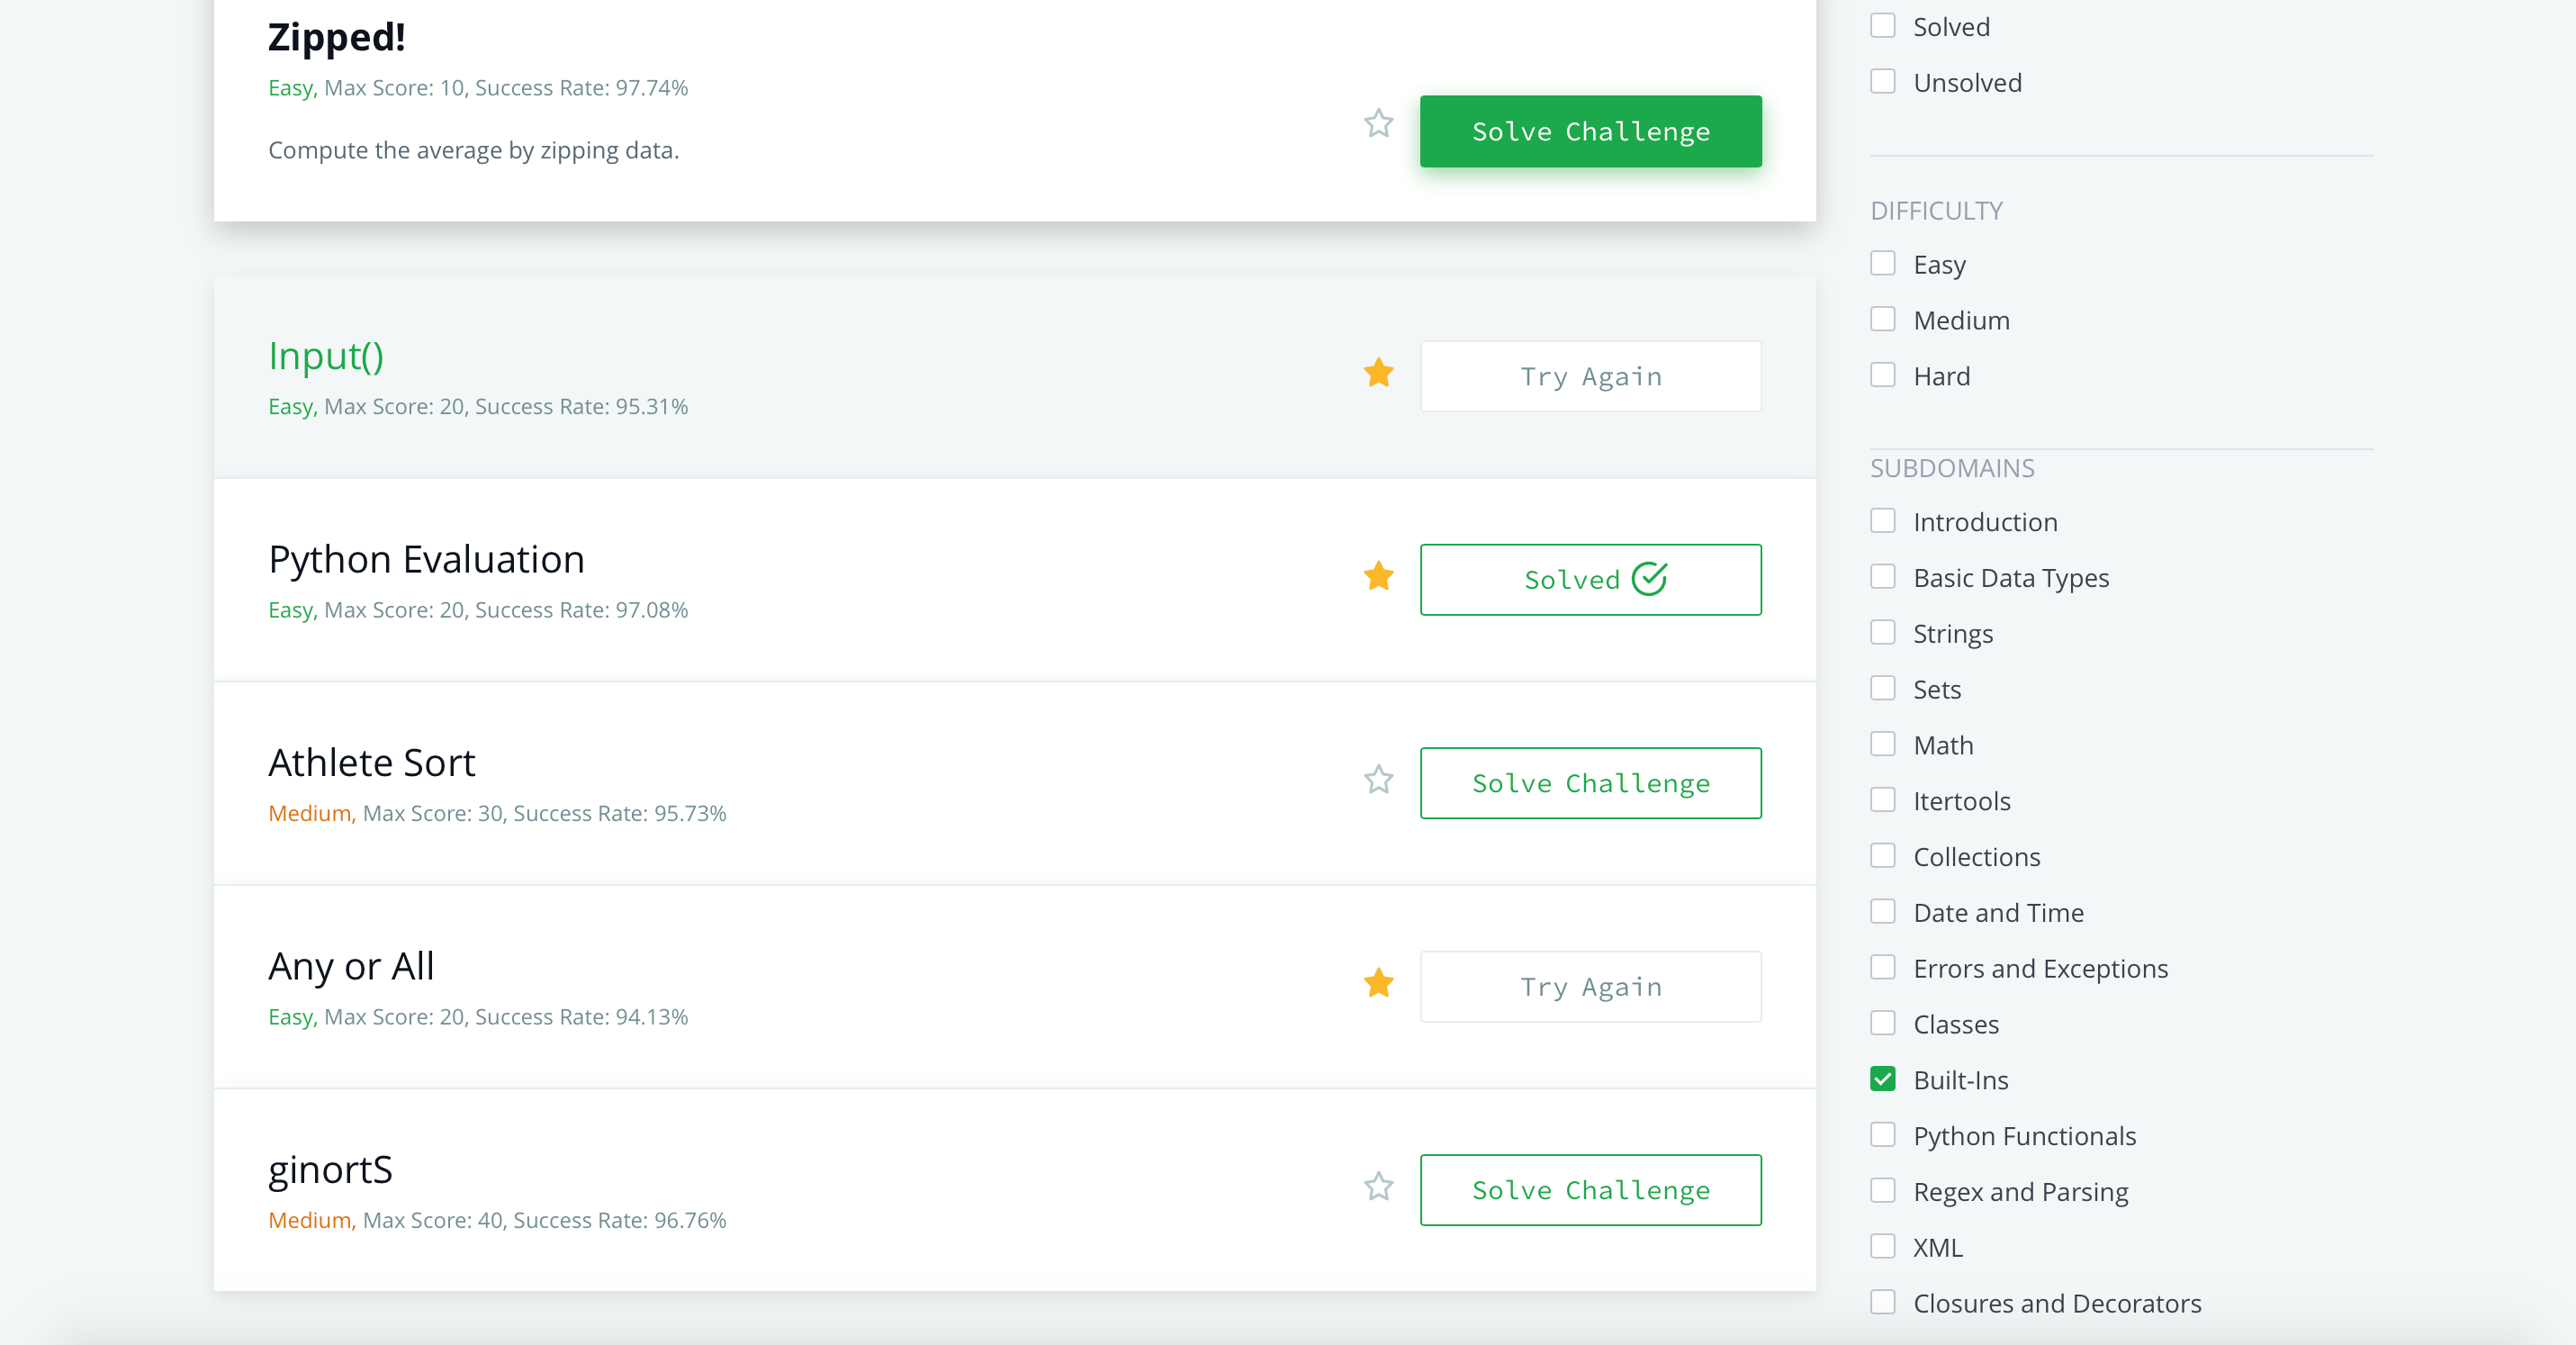 Zipped!
Easy, Max Score: 10, Success Rate: 97.74%
Compute the average by zipping data.
Solve Challenge
Input()
Easy, Max Score: 20, Success Rate: 95.31%
Try Again
Python Evaluation
Easy, Max Score: 20, Success Rate: 97.08%
Solved
Athlete Sort
Medium, Max Score: 30, Success Rate: 95.73%
Solve Challenge
Any or All
Easy, Max Score: 20, Success Rate: 94.13%
Try Again
ginortS
Medium, Max Score: 40, Success Rate: 96.76%
Solve Challenge
Solved
Unsolved
DIFFICULTY
Easy
Medium
Hard
SUBDOMAINS
Introduction
Basic Data Types
Strings
Sets
Math
Itertools
Collections
Date and Time
Errors and Exceptions
Classes
Built-Ins
Python Functionals
Regex and Parsing
XML
Closures and Decorators